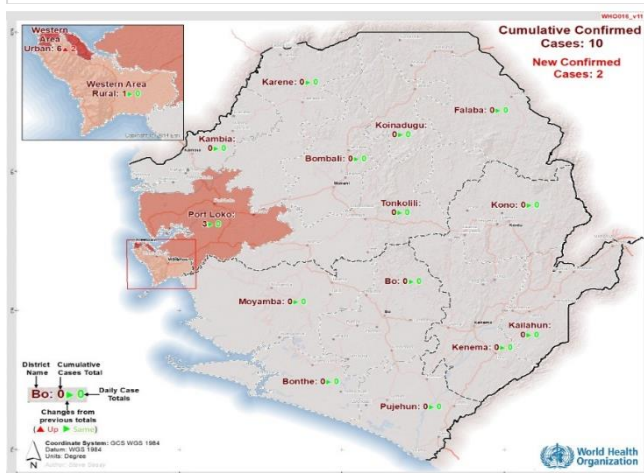 WHO016_v11
Cumulative Confirmed
Cases: 10
New Confirmed
Cases: 2
Western
Area
Urban: 6▲ 2
Western Area
Rural: 1▶ 0
Karene: 0▶ 0
Falaba: 0▶ 0
Koinadugu:
0▶ 0
Kambia:
0▶ 0
Bombali: 0▶ 0
Tonkolili:
0▶ 0
Kono: 0▶ 0
Port Loko:
3▶ 0
Bo: 0▶ 0
Moyamba: 0▶ 0
Kailahun:
0▶ 0
Kenema: 0▶ 0
Bonthe: 0▶ 0
Pujehun: 0▶ 0
District
Name
Cumulative
Cases Total
Bo: 0▶ 0
Daily Case
Totals
Changes from
previous totals
(▲ Up ▶ Same)
Coordinate System: GCS WGS 1984
Datum: WGS 1984
Units: Degree
World Health
Organization